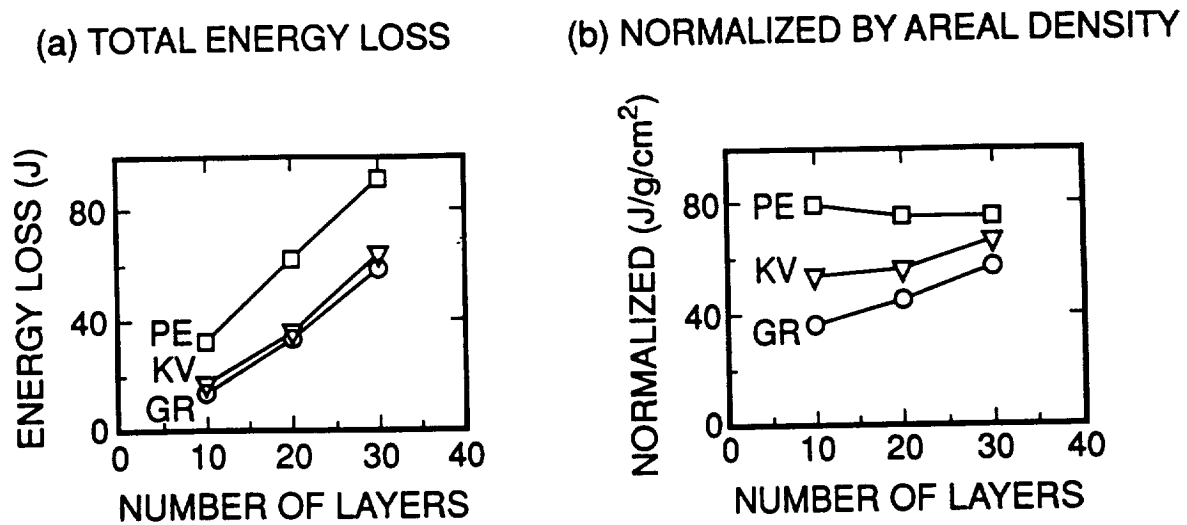 (a) TOTAL ENERGY LOSS
ENERGY LOSS (J)
80
40
0
PE
KV
GR
0 10 20 30 40
NUMBER OF LAYERS
(b) NORMALIZED BY AREAL DENSITY
NORMALIZED (J/g/cm²)
80
40
0
PE
KV
GR
0 10 20 30 40
NUMBER OF LAYERS